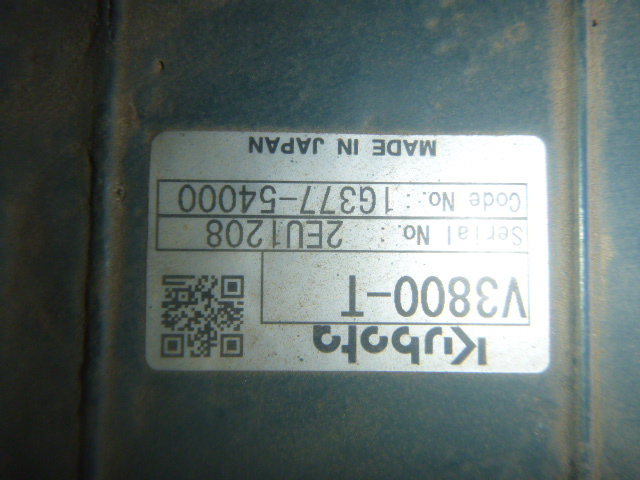 Kubota
V3800-T
Serial No. : 2EU1208
Code No. : 1G377-54000
MADE IN JAPAN